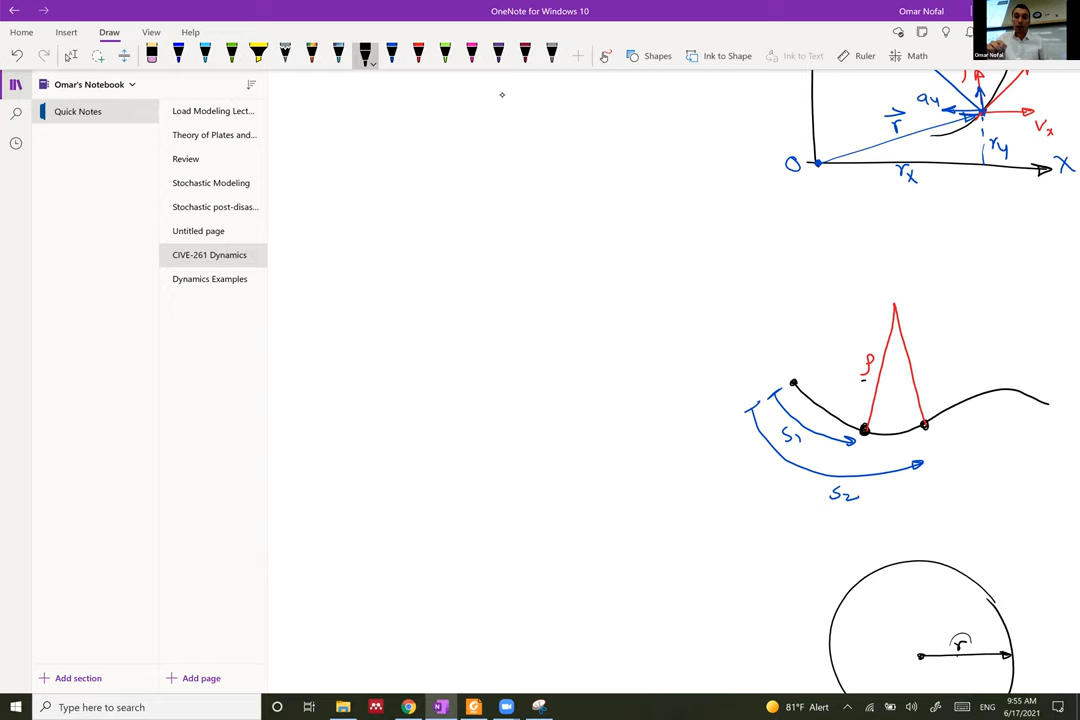 OneNote for Windows 10
Omar Nofal
Home
Insert
Draw
View
Help
Shapes
Ink to Shape
Ink to Text
Math
Ruler
Omar Nofal
Omar's Notebook
Quick Notes
Load Modeling Lect...
Theory of Plates and...
Review
Stochastic Modeling
Stochastic post-disas...
Untitled page
CIVE-261 Dynamics
Dynamics Examples
ay
r
Vx
ry
O
rx
X
ρ
S1
S2
r
Add section
Add page
Type here to search
81°F Alert
ENG
9:55 AM
6/17/2021